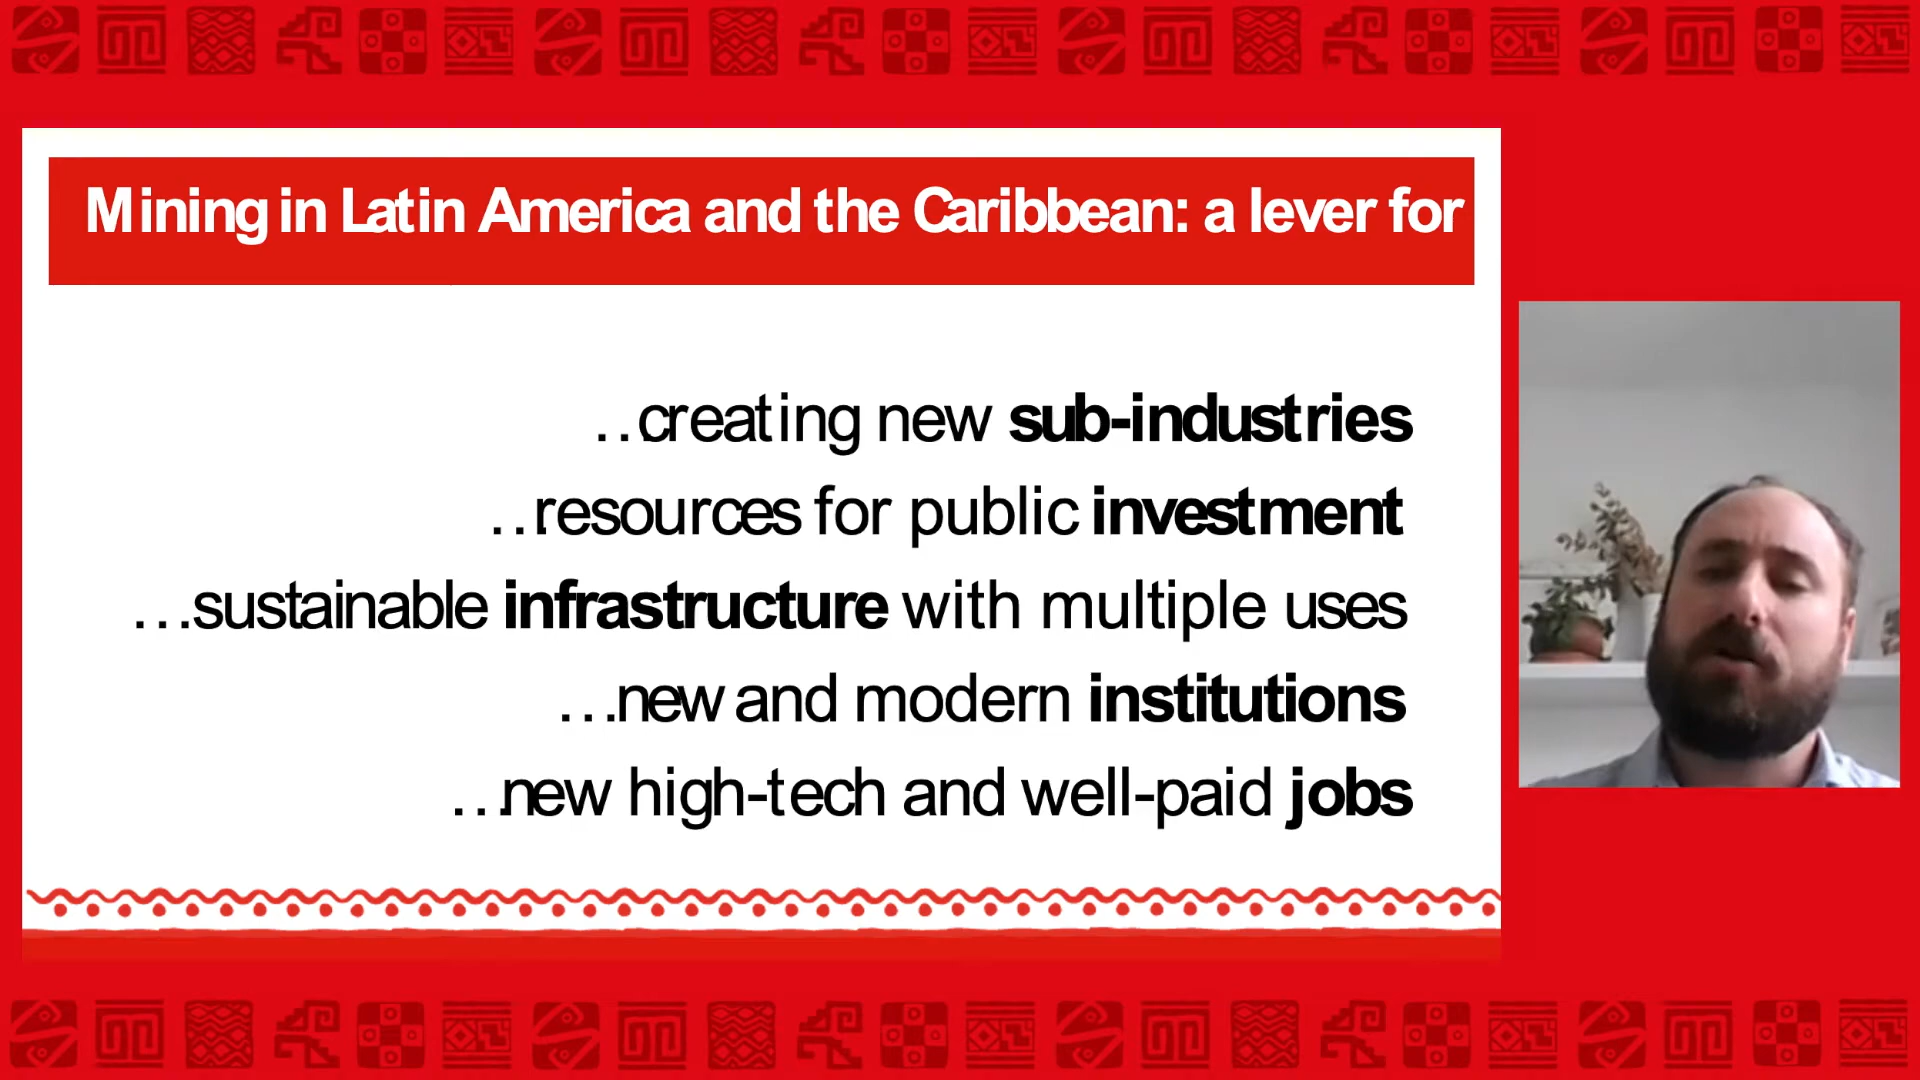 Mining in Latin America and the Caribbean: a lever for
…creating new sub-industries
…resources for public investment
…sustainable infrastructure with multiple uses
…new and modern institutions
…new high-tech and well-paid jobs